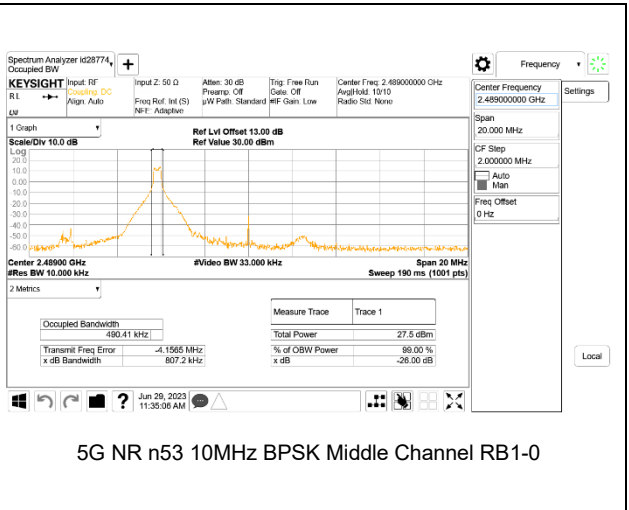 Spectrum Analyzer Id28774,
Occupied BW
Frequency
KEYSIGHT
Input: RF
Input Z: 50 Ω
Atten: 30 dB
Trig: Free Run
Center Freq: 2.489000000 GHz
RL
Coupling: DC
Preamp: Off
Gate: Off
Avg|Hold: 10/10
Align: Auto
Freq Ref: Int (S)
µW Path: Standard
#IF Gain: Low
Radio Std: None
NFE: Adaptive
Center Frequency
2.489000000 GHz
Settings
Span
20.000 MHz
CF Step
2.000000 MHz
Auto
Man
Freq Offset
0 Hz
1 Graph
Scale/Div 10.0 dB
Ref Lvl Offset 13.00 dB
Ref Value 30.00 dBm
Log
20.0
10.0
0.00
-10.0
-20.0
-30.0
-40.0
-50.0
-60.0
Center 2.48900 GHz
#Video BW 33.000 kHz
Span 20 MHz
#Res BW 10.000 kHz
Sweep 190 ms (1001 pts)
2 Metrics
Measure Trace
Trace 1
Occupied Bandwidth
490.41 kHz
Total Power
27.5 dBm
Transmit Freq Error
-4.1565 MHz
% of OBW Power
99.00 %
x dB Bandwidth
807.2 kHz
x dB
-26.00 dB
Local
Jun 29, 2023
11:35:06 AM
5G NR n53 10MHz BPSK Middle Channel RB1-0